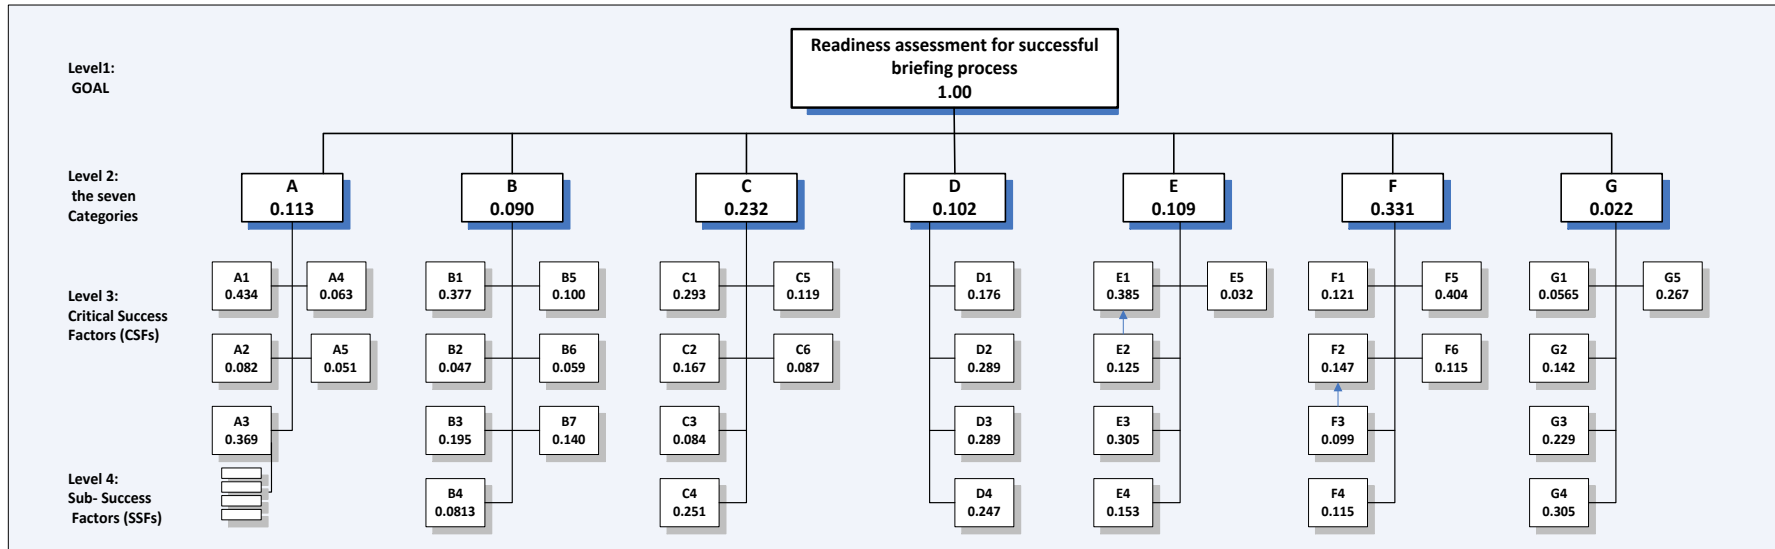 Readiness assessment for successful
briefing process
1.00
Level1:
GOAL
Level 2:
the seven
Categories
A
0.113
B
0.090
C
0.232
D
0.102
E
0.109
F
0.331
G
0.022
Level 3:
Critical Success
Factors (CSFs)
A1
0.434
A4
0.063
B1
0.377
B5
0.100
C1
0.293
C5
0.119
D1
0.176
E1
0.385
E5
0.032
F1
0.121
F5
0.404
G1
0.0565
G5
0.267
A2
0.082
A5
0.051
B2
0.047
B6
0.059
C2
0.167
C6
0.087
D2
0.289
E2
0.125
F2
0.147
F6
0.115
G2
0.142
A3
0.369
B3
0.195
B7
0.140
C3
0.084
D3
0.289
E3
0.305
F3
0.099
G3
0.229
Level 4:
Sub- Success
Factors (SSFs)
B4
0.0813
C4
0.251
D4
0.247
E4
0.153
F4
0.115
G4
0.305